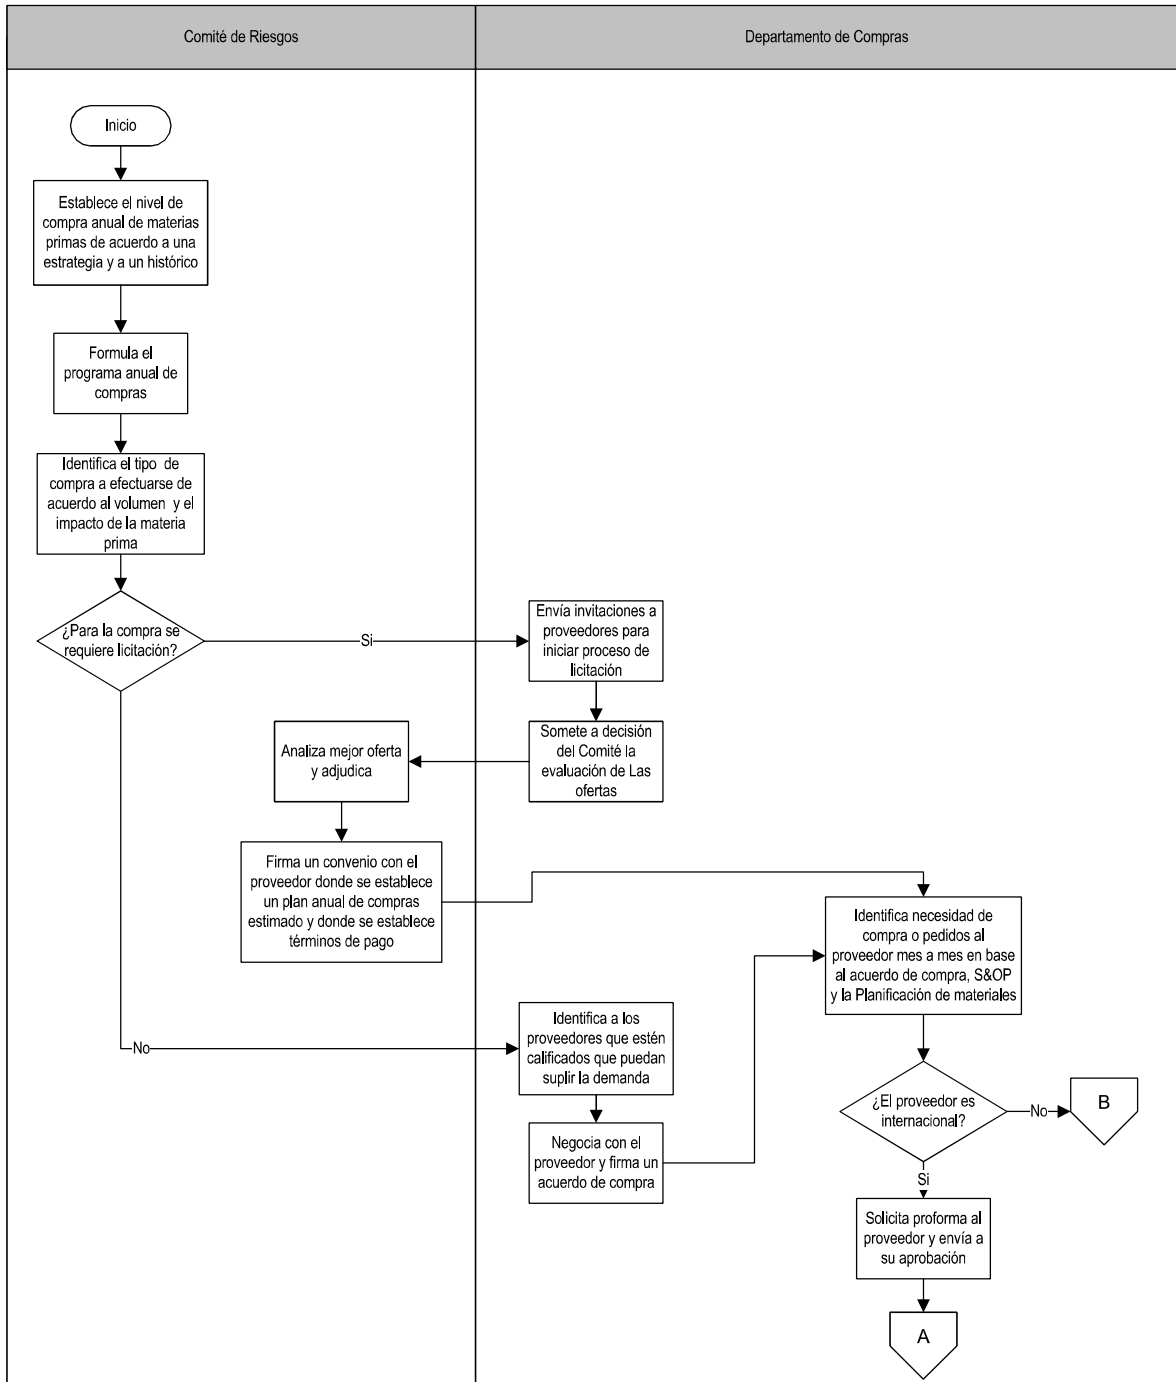 Comité de Riesgos
Departamento de Compras
Inicio
Establece el nivel de
compra anual de materias
primas de acuerdo a una
estrategia y a un histórico
Formula el
programa anual de
compras
Identifica el tipo de
compra a efectuarse de
acuerdo al volumen y el
impacto de la materia
prima
¿Para la compra se
requiere licitación?
Si
Envía invitaciones a
proveedores para
iniciar proceso de
licitación
Somete a decisión
del Comité la
evaluación de Las
ofertas
Analiza mejor oferta
y adjudica
Firma un convenio con el
proveedor donde se establece
un plan anual de compras
estimado y donde se establece
términos de pago
No
Identifica a los
proveedores que estén
calificados que puedan
suplir la demanda
Negocia con el
proveedor y firma un
acuerdo de compra
Identifica necesidad de
compra o pedidos al
proveedor mes a mes en base
al acuerdo de compra, S&OP
y la Planificación de materiales
¿El proveedor es
internacional?
No
B
Si
Solicita proforma al
proveedor y envía a
su aprobación
A